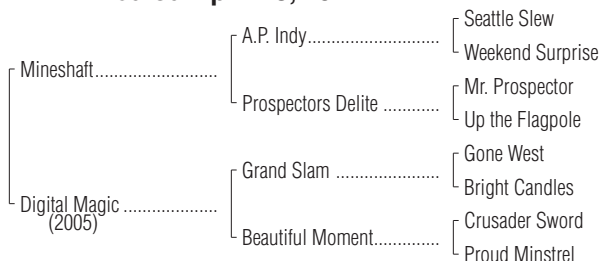 Seattle Slew
A.P. Indy
Weekend Surprise
Mineshaft
Mr. Prospector
Prospectors Delite
Up the Flagpole
Gone West
Grand Slam
Bright Candles
Digital Magic
(2005)
Crusader Sword
Beautiful Moment
Proud Minstrel